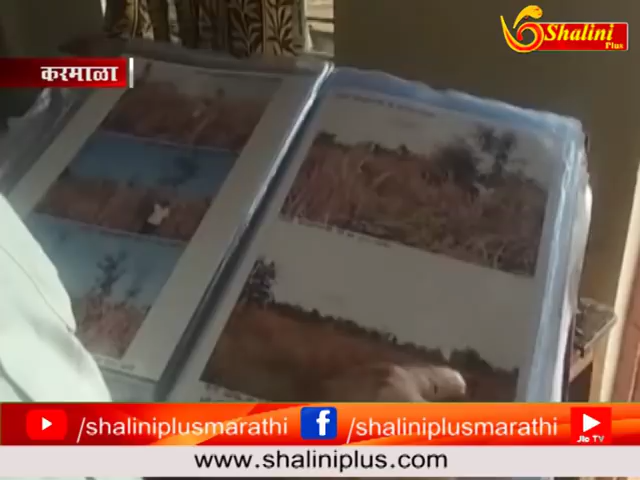 Shalini
Plus
करमाळा
/shaliniplusmarathi
/shaliniplusmarathi
Jio TV
www.shaliniplus.com